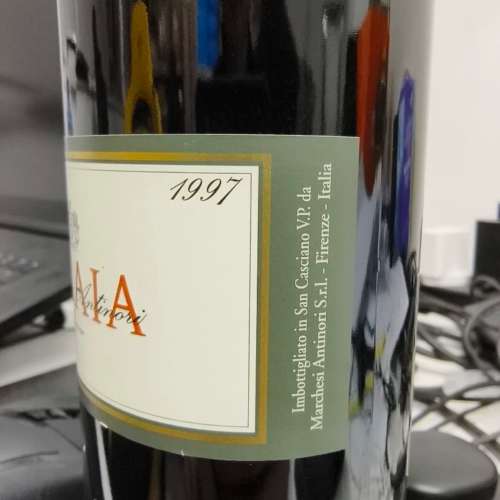 1997
AIA
Antinori
Imbottigliato in San Casciano V.P. da
Marchesi Antinori S.r.l. - Firenze - Italia